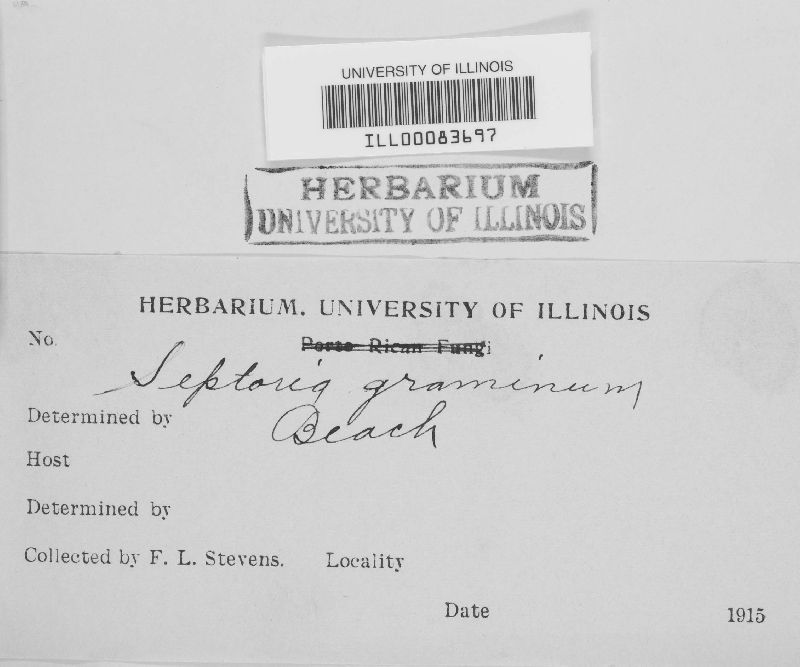 UNIVERSITY OF ILLINOIS
ILL00083697
HERBARIUM
UNIVERSITY OF ILLINOIS
HERBARIUM. UNIVERSITY OF ILLINOIS
No.
Porto Rican Fungi
Septoria graminum
Determined by Beach
Host
Determined by
Collected by F. L. Stevens. Locality
Date 1915